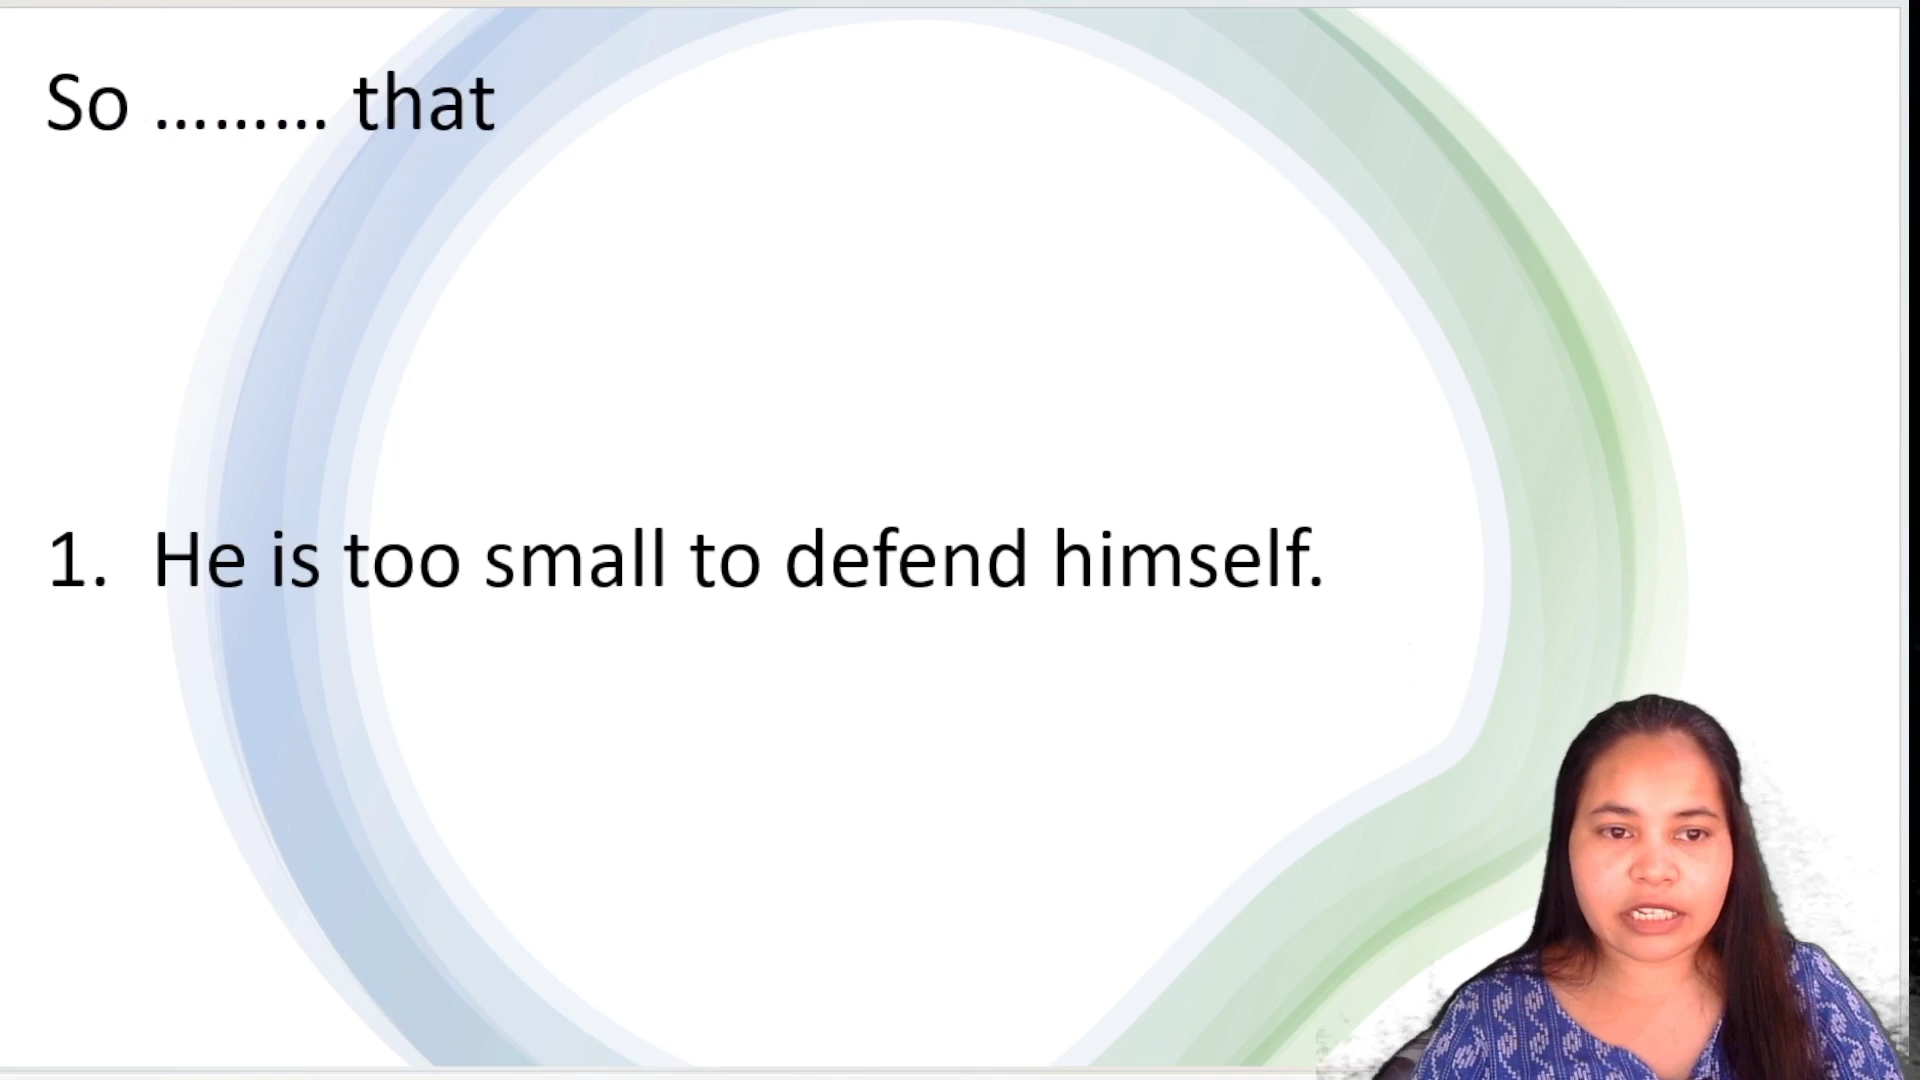 So ......... that
1. He is too small to defend himself.